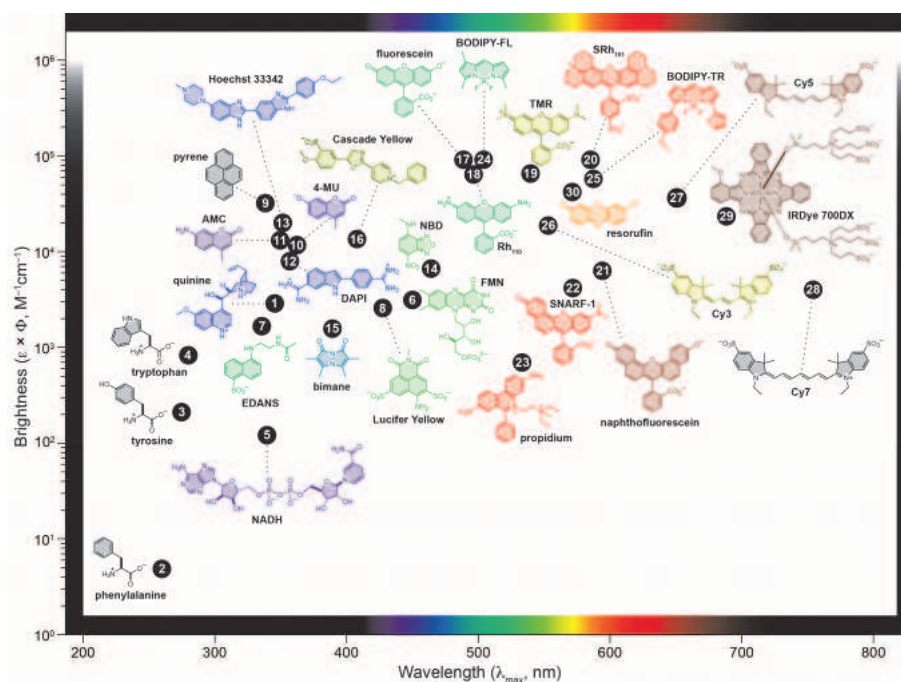 Brightness (ε × Φ, M⁻¹cm⁻¹)
10⁶
10⁵
10⁴
10³
10²
10¹
10⁰
fluorescein
BODIPY-FL
SRh₁₀₁
BODIPY-TR
Cy5
Hoechst 33342
TMR
Cascade Yellow
pyrene
4-MU
AMC
NBD
Rh₁₁₀
resorufin
IRDye 700DX
quinine
DAPI
FMN
SNARF-1
Cy3
tryptophan
EDANS
bimane
Lucifer Yellow
propidium
naphthofluorescein
Cy7
tyrosine
NADH
phenylalanine
17
24
18
19
20
25
30
27
29
9
13
11
10
12
16
26
14
21
1
7
15
8
6
22
28
4
23
3
5
2
200
300
400
500
600
700
800
Wavelength (λmax, nm)